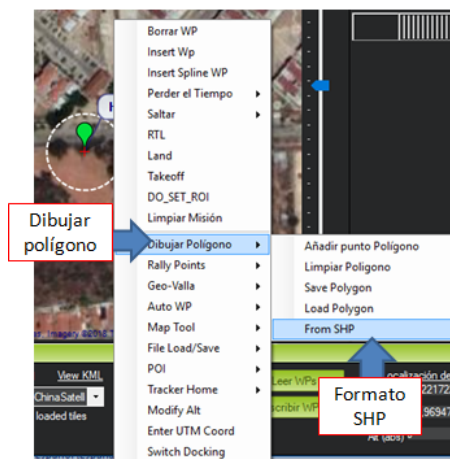 Borrar WP
Insert Wp
Insert Spline WP
Perder el Tiempo
Saltar
RTL
Land
Takeoff
DO_SET_ROI
Limpiar Misión
Dibujar Polígono
Rally Points
Geo-Valla
Auto WP
Map Tool
File Load/Save
POI
Tracker Home
Modify Alt
Enter UTM Coord
Switch Docking
Dibujar
polígono
Añadir punto Polígono
Limpiar Poligono
Save Polygon
Load Polygon
From SHP
Formato
SHP
View KML
ChinaSatell
loaded tiles
Leer WPs
Alt (abs)